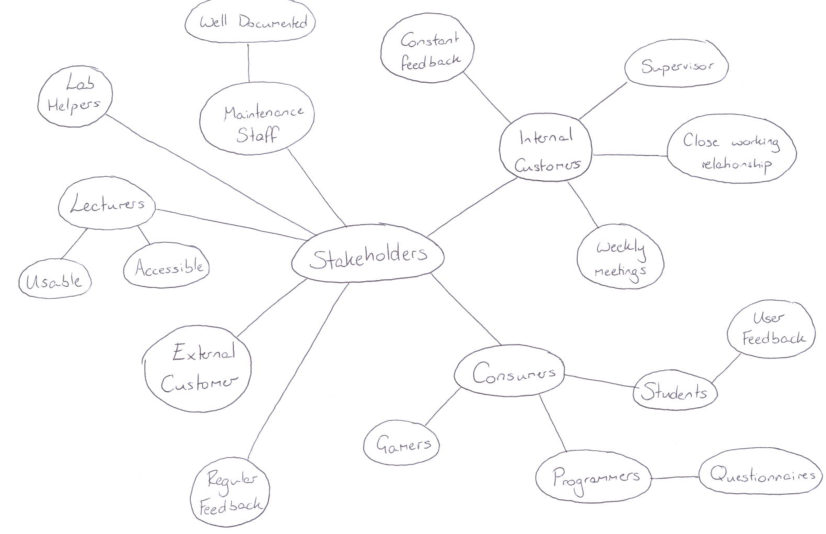 Well Documented
Constant
feedback
Supervisor
Lab
Helpers
Maintenance
Staff
Internal
Customers
Close working
relationship
Lecturers
Stakeholders
Weekly
meetings
Usable
Accessible
External
Customer
User
Feedback
Consumers
Students
Gamers
Regular
Feedback
Programmers
Questionnaires